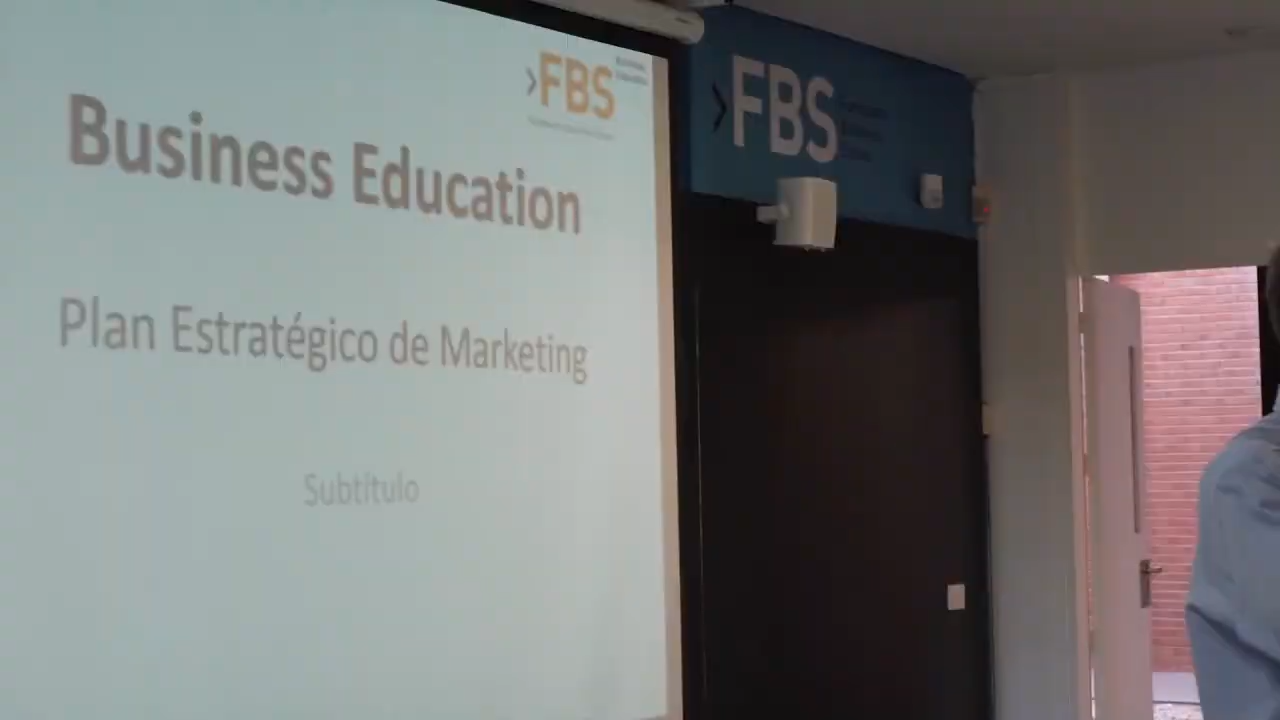 FBS
Business Education
Plan Estratégico de Marketing
Subtítulo
FBS